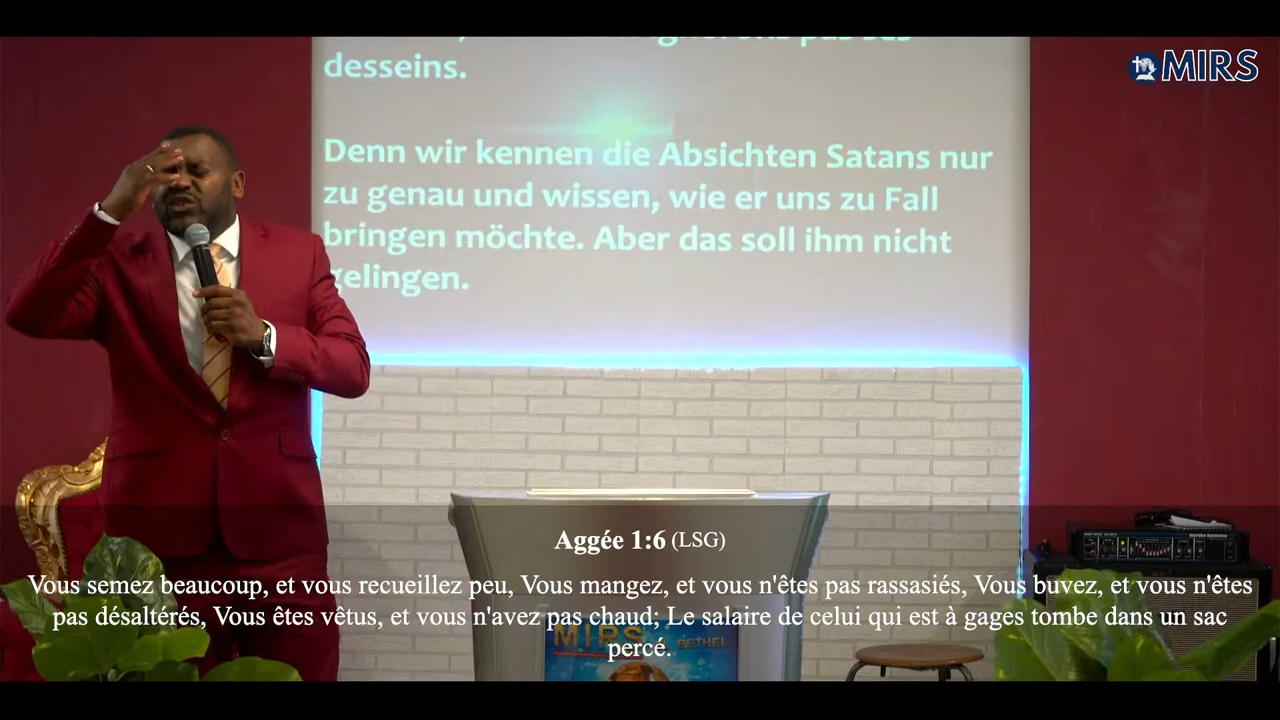 desseins.
MIRS
Denn wir kennen die Absichten Satans nur
zu genau und wissen, wie er uns zu Fall
bringen möchte. Aber das soll ihm nicht
gelingen.
Aggée 1:6 (LSG)
Vous semez beaucoup, et vous recueillez peu, Vous mangez, et vous n'êtes pas rassasiés, Vous buvez, et vous n'êtes
pas désaltérés, Vous êtes vêtus, et vous n'avez pas chaud; Le salaire de celui qui est à gages tombe dans un sac
percé.
MIRS BETHEL